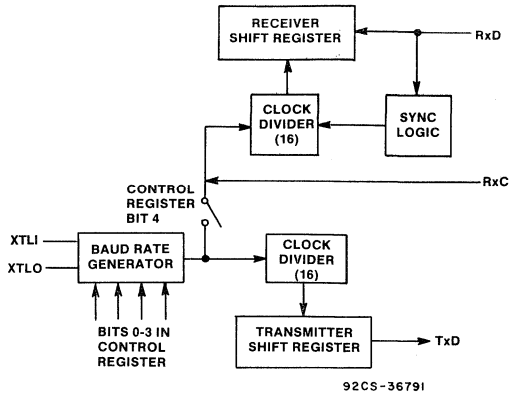 RECEIVER
SHIFT REGISTER
RxD
CLOCK
DIVIDER
(16)
SYNC
LOGIC
CONTROL
REGISTER
BIT 4
RxC
XTLI
XTLO
BAUD RATE
GENERATOR
CLOCK
DIVIDER
(16)
BITS 0-3 IN
CONTROL
REGISTER
TRANSMITTER
SHIFT REGISTER
TxD
92CS-36791